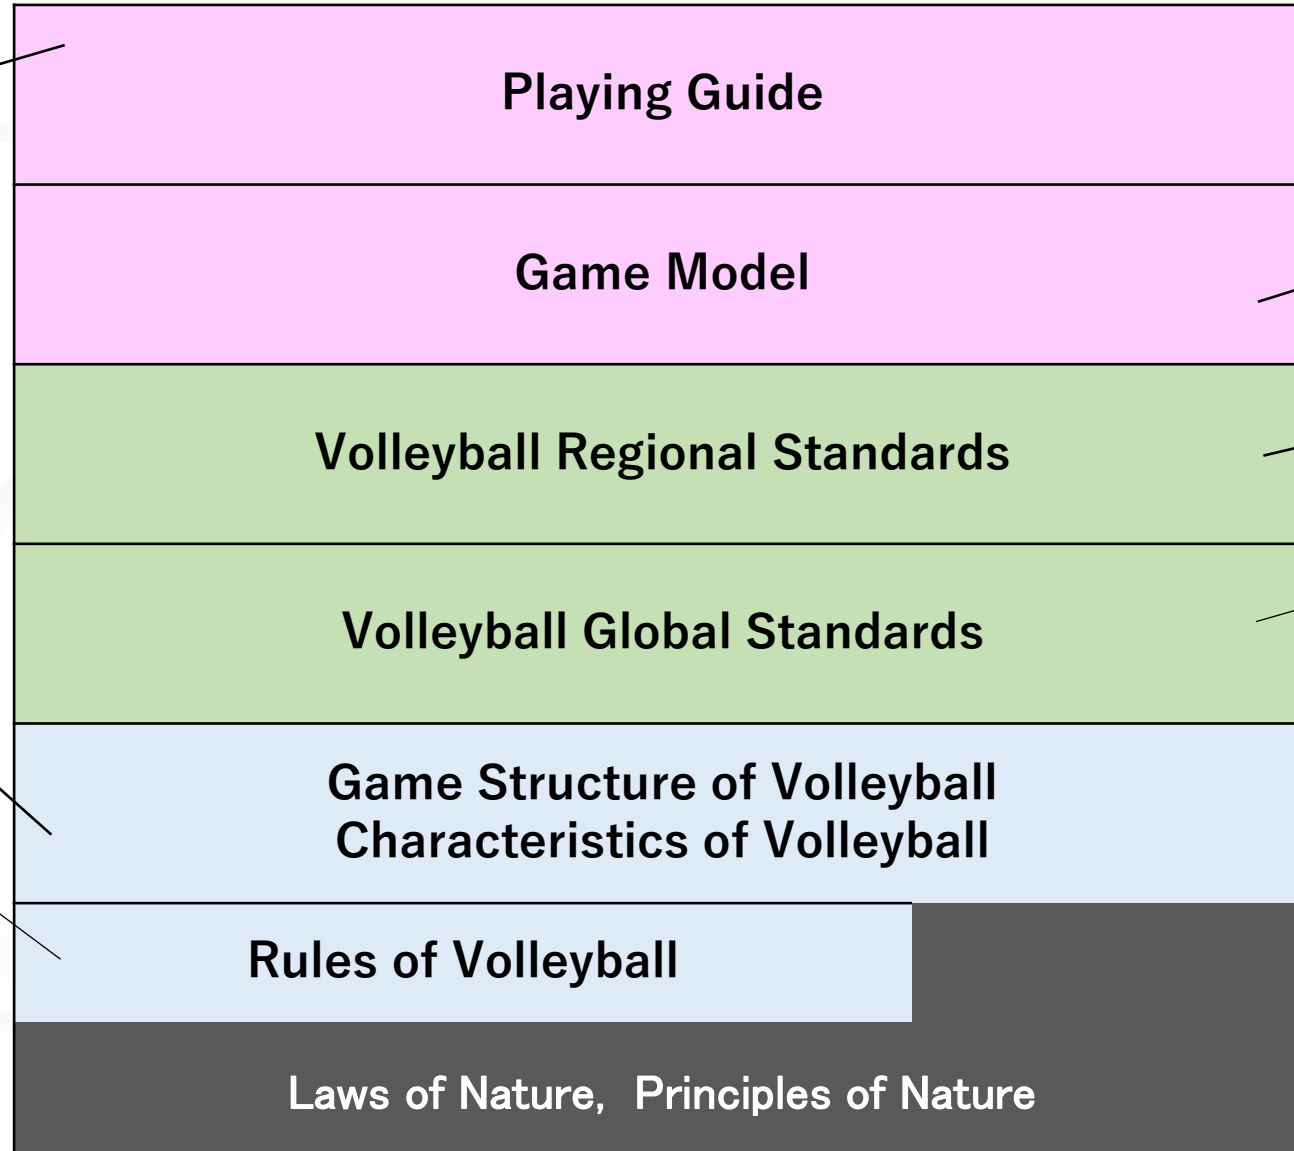 Playing Guide
Game Model
Volleyball Regional Standards
Volleyball Global Standards
Game Structure of Volleyball
Characteristics of Volleyball
Rules of Volleyball
Laws of Nature, Principles of Nature